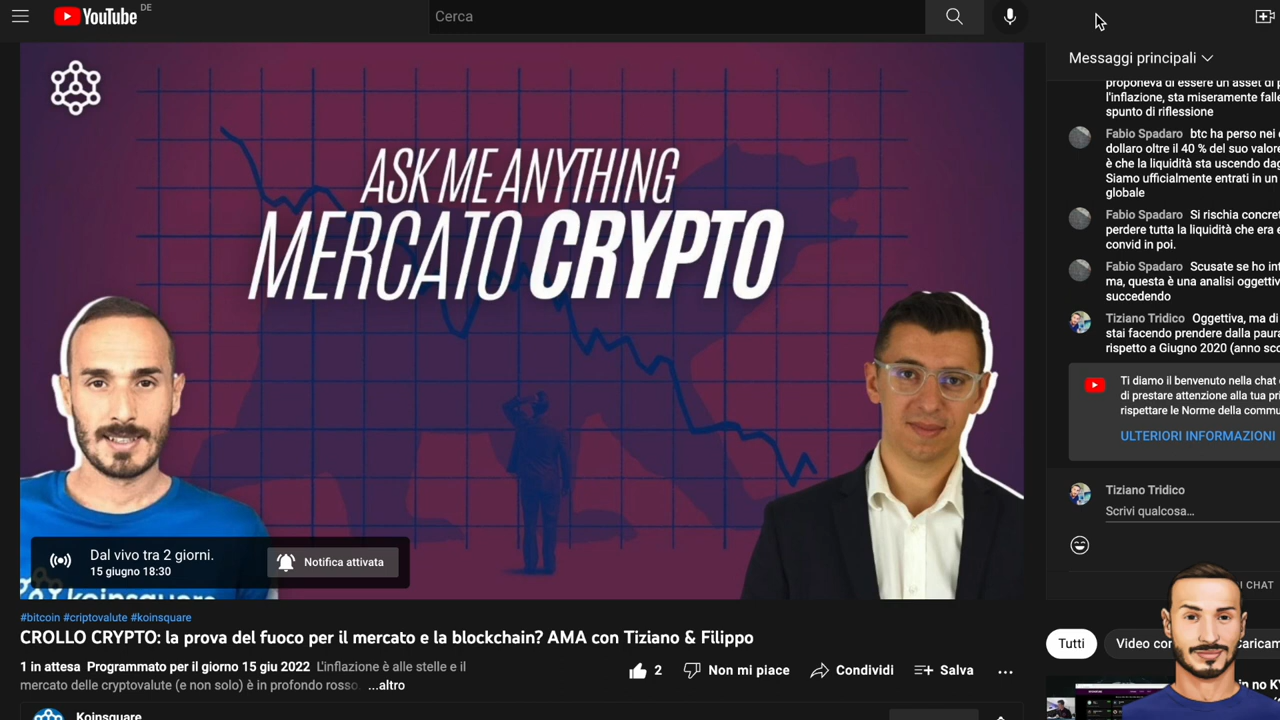 YouTube DE
Cerca
Messaggi principali
ASK ME ANYTHING
MERCATO CRYPTO
Dal vivo tra 2 giorni.
15 giugno 18:30
Notifica attivata
koinsquare
#bitcoin #criptovalute #koinsquare
CROLLO CRYPTO: la prova del fuoco per il mercato e la blockchain? AMA con Tiziano & Filippo
1 in attesa Programmato per il giorno 15 giu 2022 L'inflazione è alle stelle e il
mercato delle cryptovalute (e non solo) è in profondo rosso. ...altro
2
Non mi piace
Condividi
Salva
Koinsquare
proponeva di essere un asset di
l'inflazione, sta miseramente
spunto di riflessione
Fabio Spadaro btc ha perso nei
dollaro oltre il 40 % del suo valore
è che la liquidità sta uscendo
Siamo ufficialmente entrati in un
globale
Fabio Spadaro Si rischia
perdere tutta la liquidità che era
convid in poi.
Fabio Spadaro Scusate se ho
ma, questa è una analisi
succedendo
Tiziano Tridico Oggettiva, ma di
stai facendo prendere dalla paura
rispetto a Giugno 2020 (anno
Ti diamo il benvenuto nella chat
di prestare attenzione alla tua
rispettare le Norme della
ULTERIORI INFORMAZIONI
Tiziano Tridico
Scrivi qualcosa...
CHAT
Tutti
Video